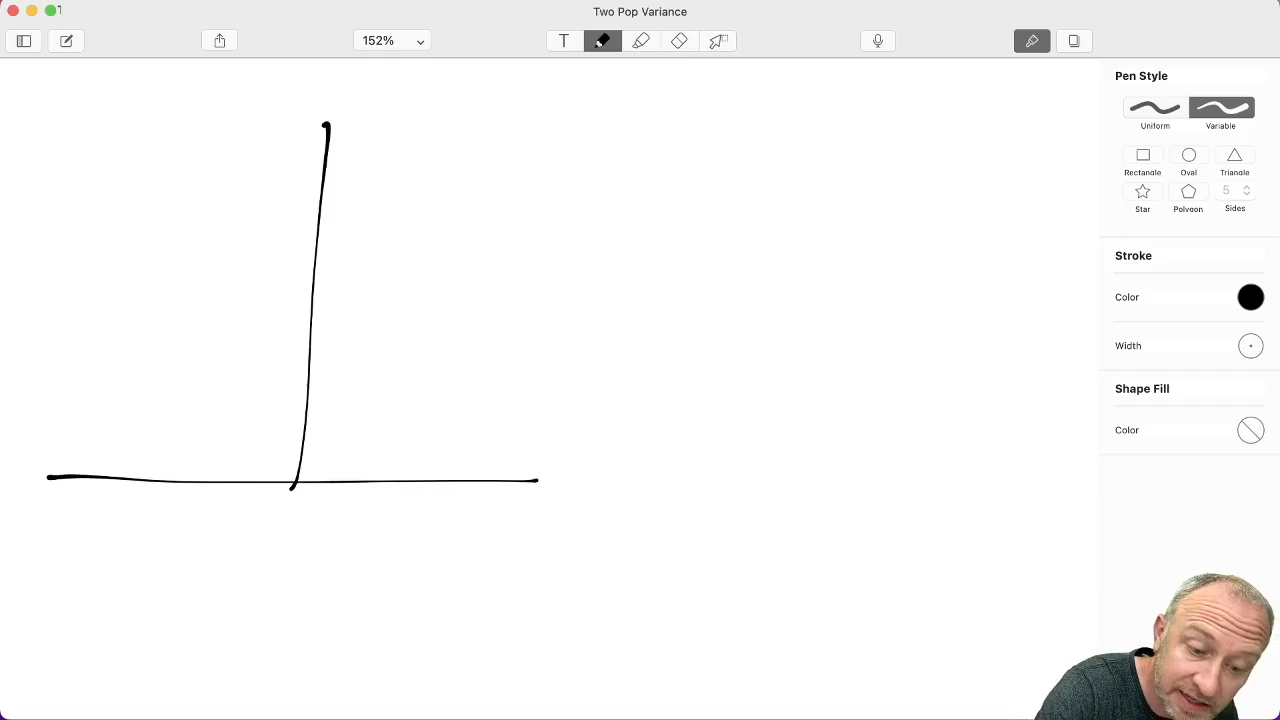 Two Pop Variance
152%
T
Pen Style
Uniform
Variable
Rectangle
Oval
Triangle
Star
Polygon
5
Sides
Stroke
Color
Width
Shape Fill
Color